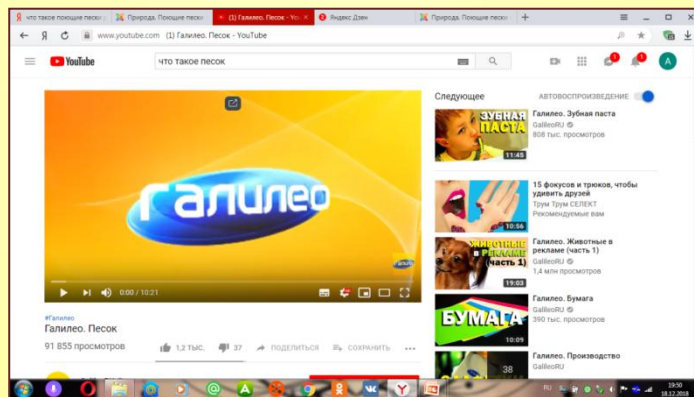 что такое поющие пески
Природа. Поющие пески
(1) Галилео. Песок - You
Яндекс Дзен
Природа. Поющие пески
www.youtube.com (1) Галилео. Песок - YouTube
YouTube
что такое песок
А
Следующее
АВТОВОСПРОИЗВЕДЕНИЕ
ГАЛИЛЕО
0:00 / 10:21
#Галилео
Галилео. Песок
91 855 просмотров
1,2 ТЫС.
37
ПОДЕЛИТЬСЯ
СОХРАНИТЬ
ЗУБНАЯ
ПАСТА
11:45
Галилео. Зубная паста
GalileoRU
808 тыс. просмотров
10:56
15 фокусов и трюков, чтобы
удивить друзей
Трум Трум СЕЛЕКТ
Рекомендуемые вам
ЖИВОТНЫЕ
В РЕКЛАМЕ
(часть 1)
19:03
Галилео. Животные в
рекламе (часть 1)
GalileoRU
1,4 млн просмотров
БУМАГА
10:09
Галилео. Бумага
GalileoRU
390 тыс. просмотров
38
Галилео. Производство
GalileoRU
RU
19:50
18.12.2018